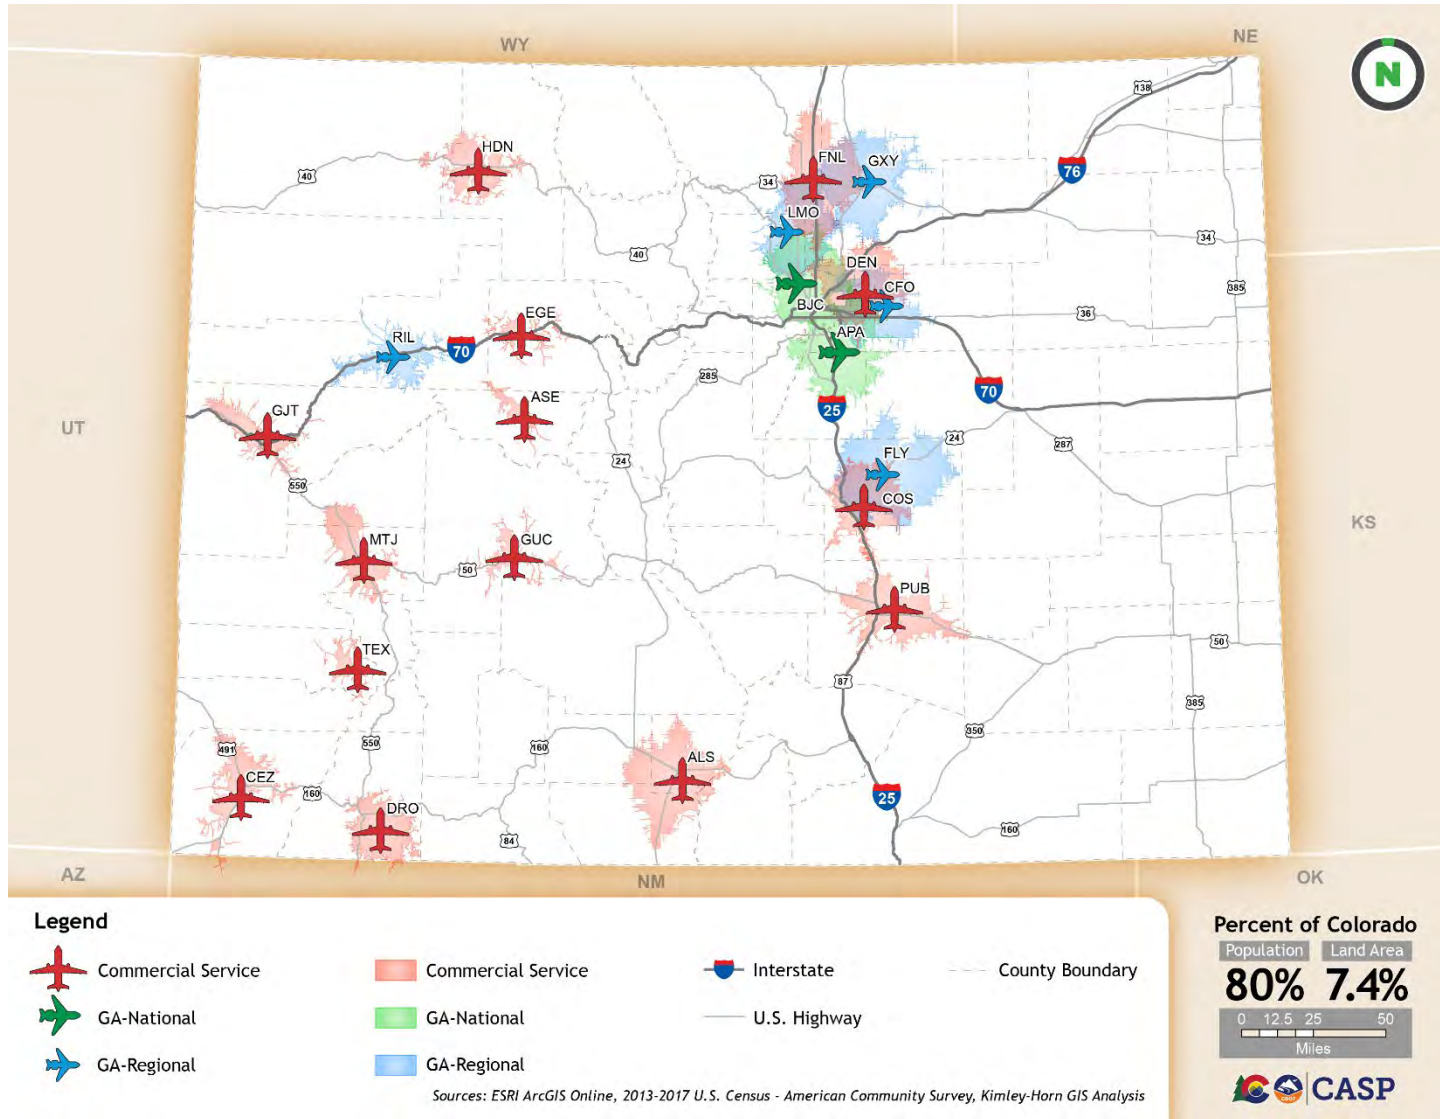 WY
NE
N
138
HDN
FNL
GXY
76
40
34
LMO
34
40
DEN
385
CFO
BJC
36
EGE
RIL
APA
70
285
70
ASE
GJT
25
UT
24
287
FLY
24
550
COS
KS
MTJ
GUC
50
PUB
50
TEX
87
385
350
491
550
160
ALS
CEZ
160
DRO
25
84
160
AZ
NM
OK
Legend
Commercial Service
Commercial Service
Interstate
County Boundary
GA-National
GA-National
U.S. Highway
GA-Regional
GA-Regional
Sources: ESRI ArcGIS Online, 2013-2017 U.S. Census - American Community Survey, Kimley-Horn GIS Analysis
Percent of Colorado
Population Land Area
80% 7.4%
0 12.5 25 50
Miles
CASP